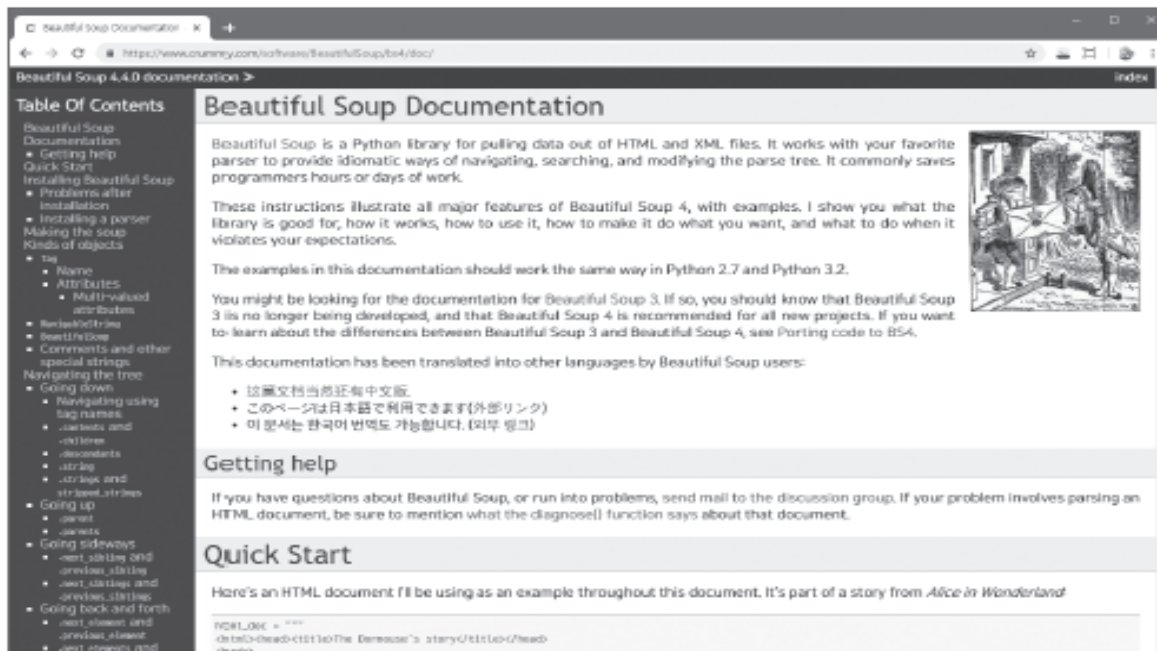 Beautiful Soup Documentation
https://www.crummy.com/software/BeautifulSoup/bs4/doc/
Beautiful Soup 4.4.0 documentation >
index
Table Of Contents
Beautiful Soup
Documentation
Getting help
Quick Start
Installing Beautiful Soup
Problems after
installation
Installing a parser
Making the soup
Kinds of objects
Tag
Name
Attributes
Multi-valued
attributes
NavigableString
BeautifulSoup
Comments and other
special strings
Navigating the tree
Going down
Navigating using
tag names
.contents and
.children
.descendants
.string
.strings and
stripped_strings
Going up
.parent
.parents
Going sideways
.next_sibling and
.previous_sibling
.next_siblings and
.previous_siblings
Going back and forth
.next_element and
.previous_element
.next_elements and
Beautiful Soup Documentation
Beautiful Soup is a Python library for pulling data out of HTML and XML files. It works with your favorite
parser to provide idiomatic ways of navigating, searching, and modifying the parse tree. It commonly saves
programmers hours or days of work.
These instructions illustrate all major features of Beautiful Soup 4, with examples. I show you what the
library is good for, how it works, how to use it, how to make it do what you want, and what to do when it
violates your expectations.
The examples in this documentation should work the same way in Python 2.7 and Python 3.2.
You might be looking for the documentation for Beautiful Soup 3. If so, you should know that Beautiful Soup
3 is no longer being developed, and that Beautiful Soup 4 is recommended for all new projects. If you want
to learn about the differences between Beautiful Soup 3 and Beautiful Soup 4, see Porting code to BS4.
This documentation has been translated into other languages by Beautiful Soup users:
这篇文档当然还有中文版.
このページは日本語で利用できます(外部リンク)
이 문서는 한국어 번역도 가능합니다. (외부 링크)
Getting help
If you have questions about Beautiful Soup, or run into problems, send mail to the discussion group. If your problem involves parsing an
HTML document, be sure to mention what the diagnose() function says about that document.
Quick Start
Here's an HTML document I'll be using as an example throughout this document. It's part of a story from Alice in Wonderland:
html_doc = """
<html><head><title>The Dormouse's story</title></head>